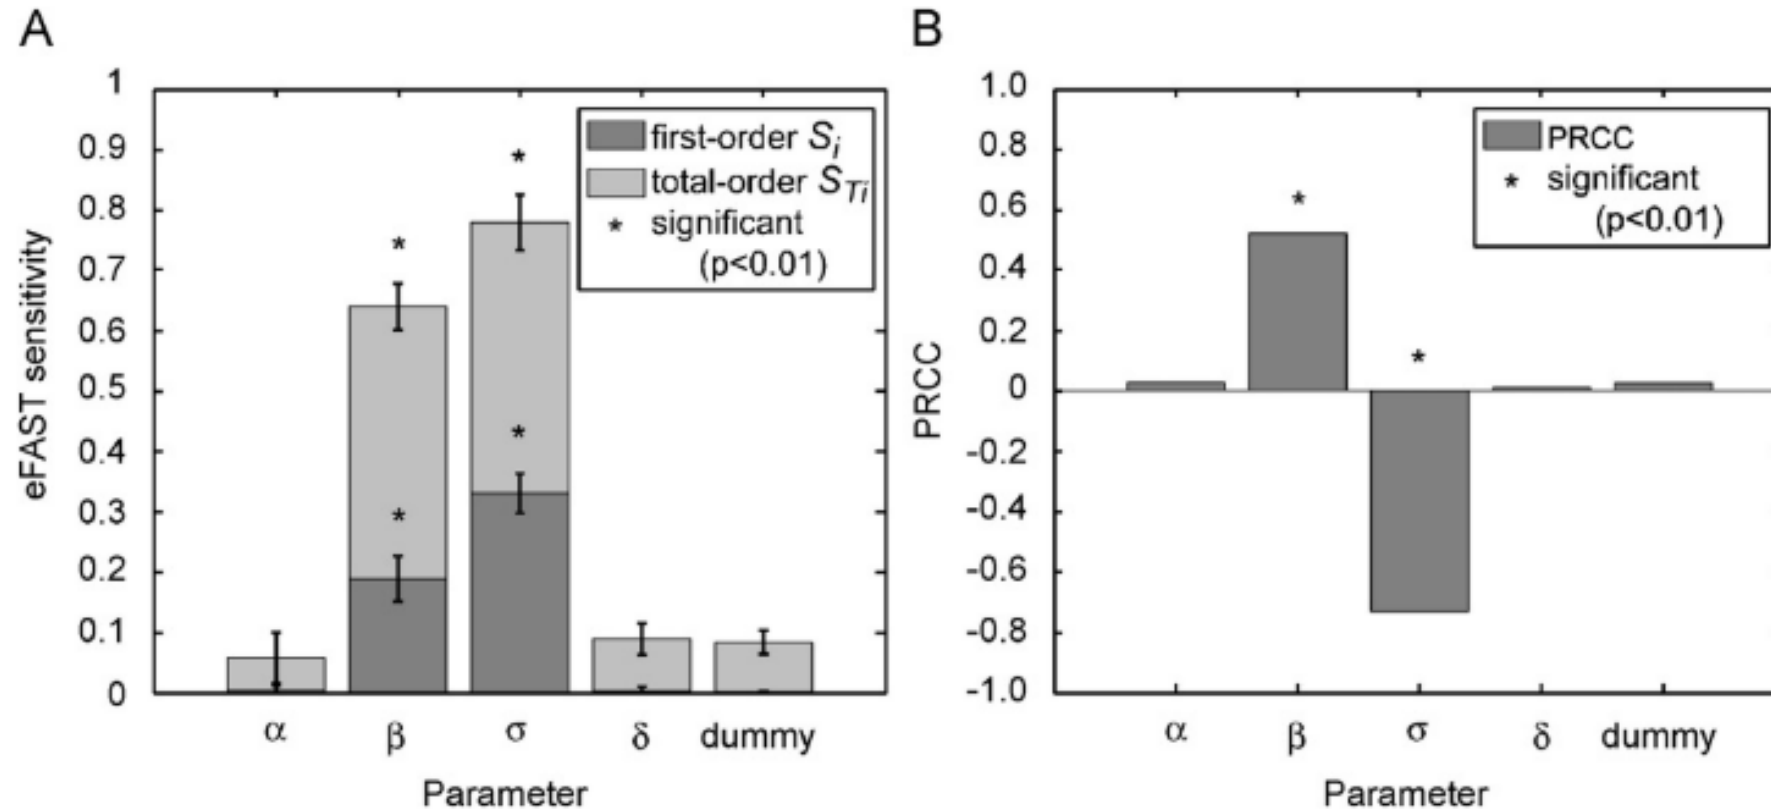 A
1
0.9
0.8
0.7
0.6
0.5
0.4
0.3
0.2
0.1
0
eFAST sensitivity
first-order Si
total-order STi
* significant
(p<0.01)
*
*
*
*
α β σ δ dummy
Parameter
B
1.0
0.8
0.6
0.4
0.2
0
-0.2
-0.4
-0.6
-0.8
-1.0
PRCC
PRCC
* significant
(p<0.01)
*
*
α β σ δ dummy
Parameter